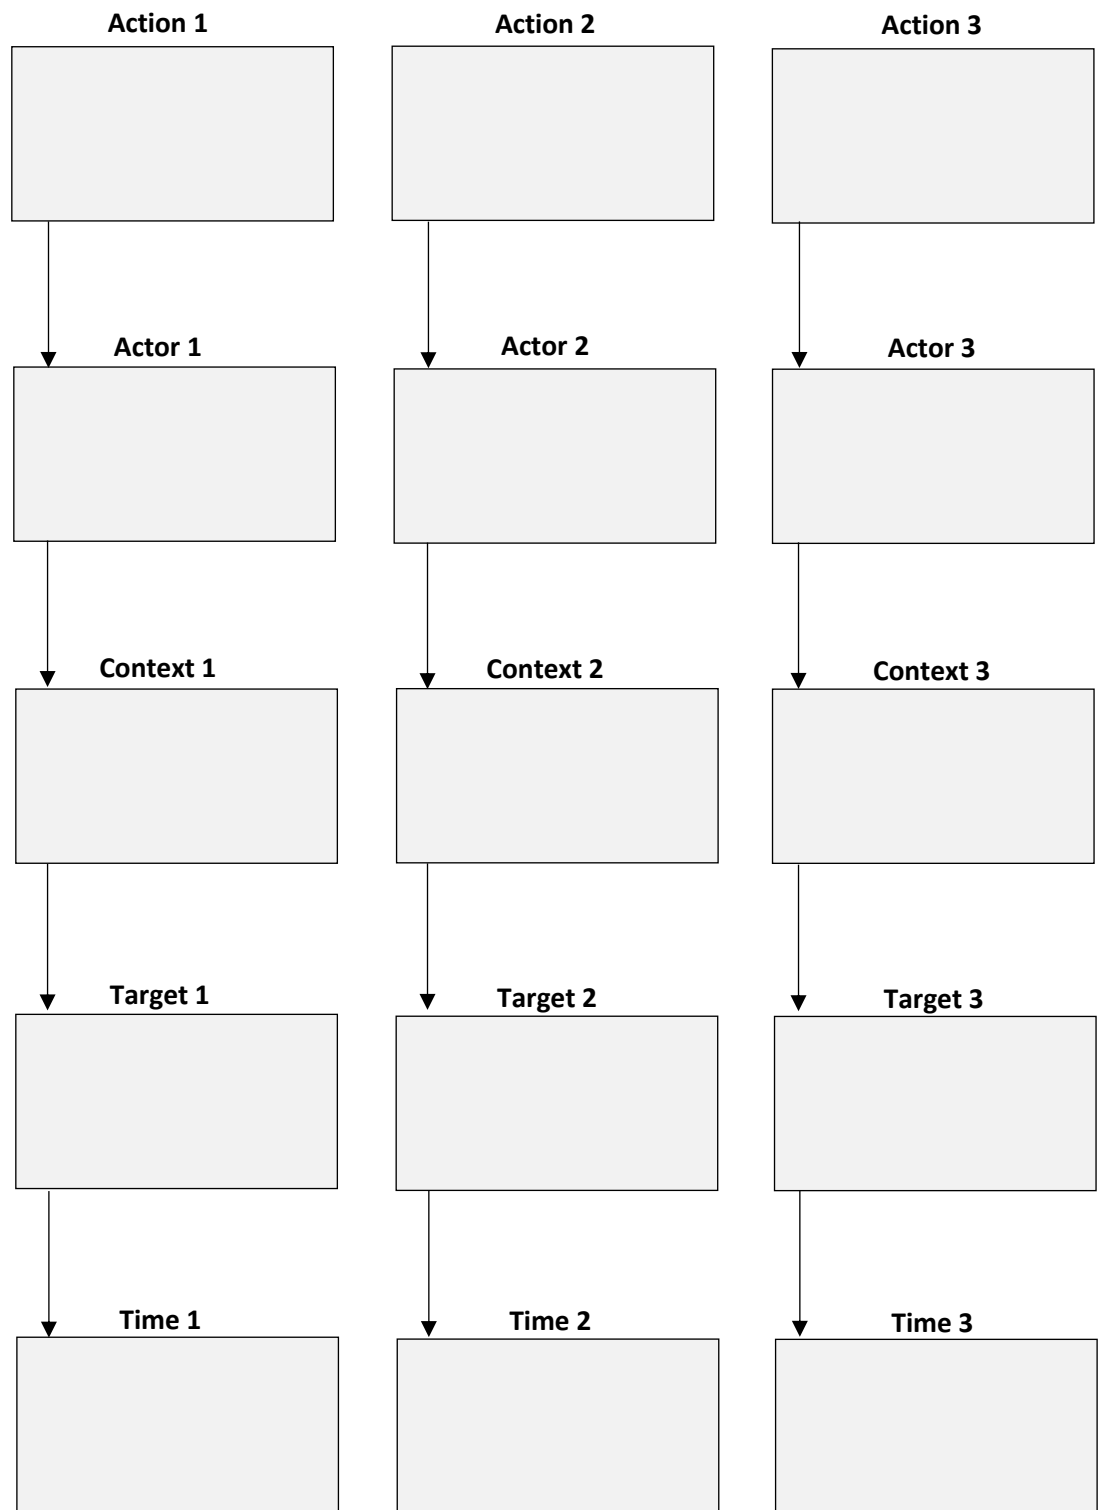 Action 1 Action 2 Action 3
Actor 1 Actor 2 Actor 3
Context 1 Context 2 Context 3
Target 1 Target 2 Target 3
Time 1 Time 2 Time 3